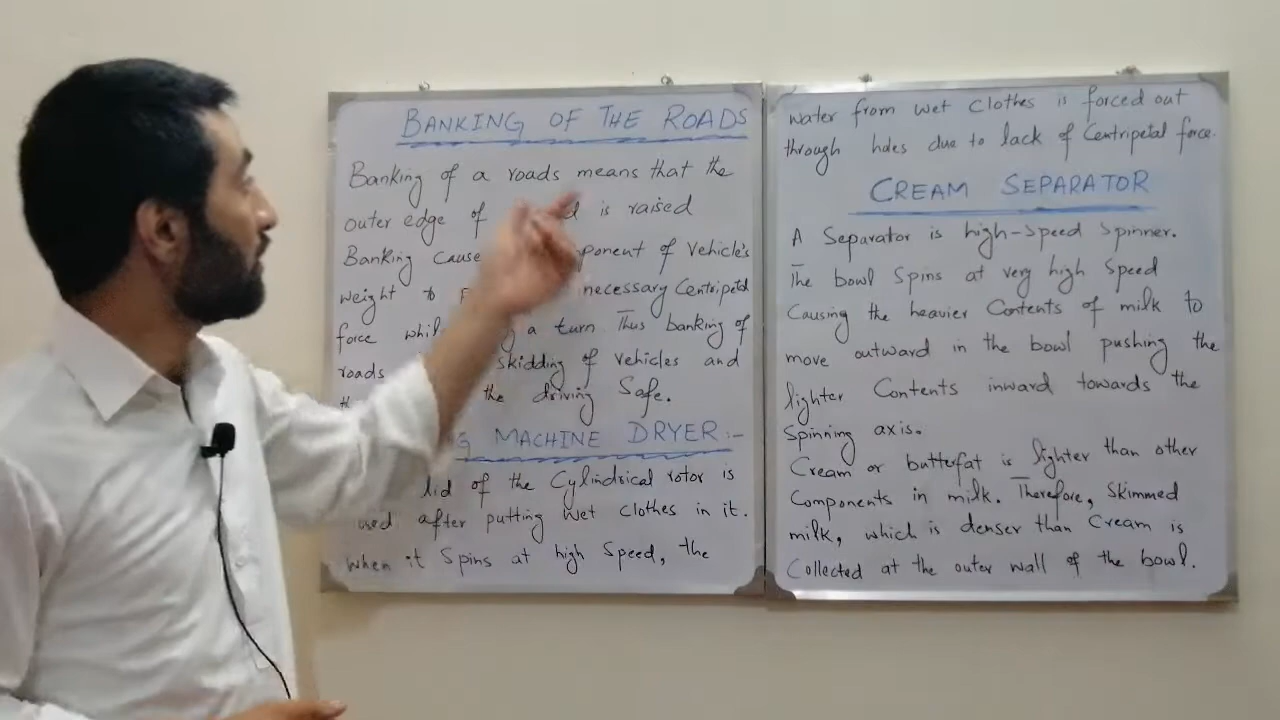 BANKING OF THE ROADS
Banking of a roads means that the
outer edge of is raised
Banking cause ponent of Vehicle's
weight to necessary Centripetal
force whil a turn Thus banking of
roads skidding of vehicles and
the driving Safe.
G MACHINE DRYER:-
lid of the Cylindrical rotor is
after putting wet clothes in it.
When it Spins at high Speed, the
water from wet Clothes is forced out
through holes due to lack of Centripetal force.
CREAM SEPARATOR
A Separator is high-Speed Spinner.
The bowl Spins at very high Speed
Causing the heavier Contents of milk to
move outward in the bowl pushing the
lighter Contents inward towards the
Spinning axis.
Cream or butterfat is lighter than other
Components in milk. Therefore, Skimmed
milk, which is denser than Cream is
Collected at the outer wall of the bowl.